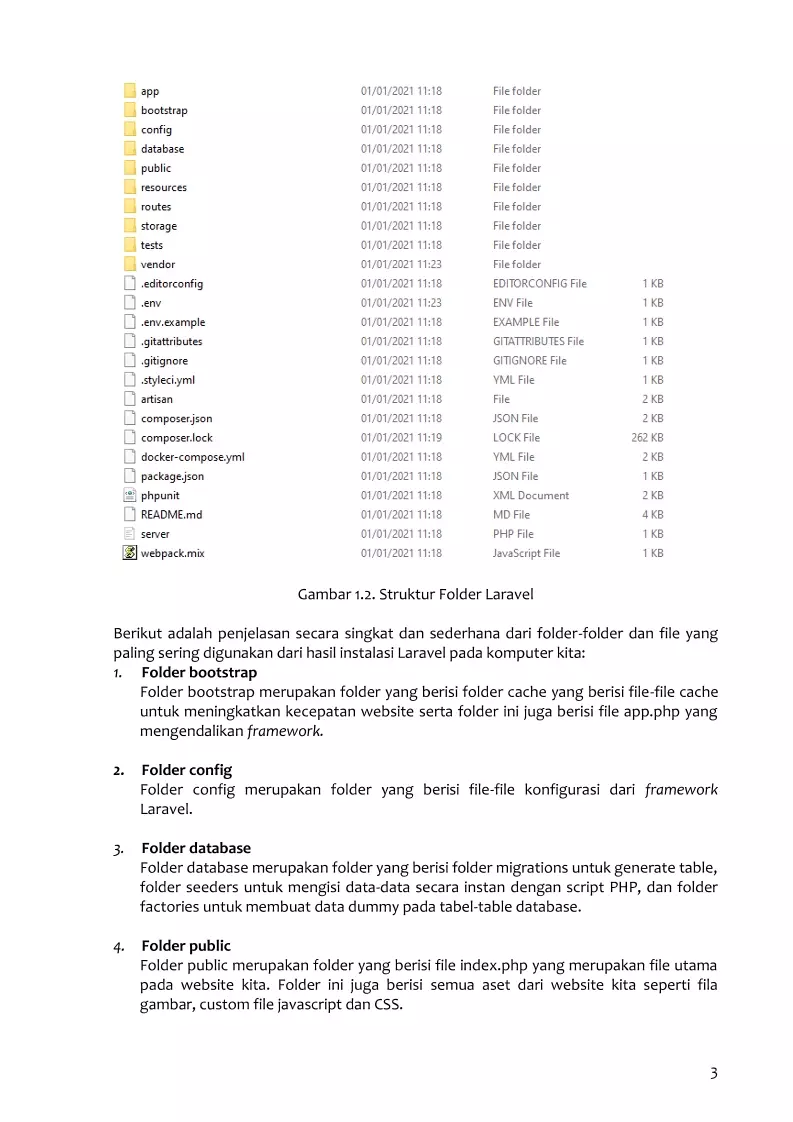 app 01/01/2021 11:18 File folder
bootstrap 01/01/2021 11:18 File folder
config 01/01/2021 11:18 File folder
database 01/01/2021 11:18 File folder
public 01/01/2021 11:18 File folder
resources 01/01/2021 11:18 File folder
routes 01/01/2021 11:18 File folder
storage 01/01/2021 11:18 File folder
tests 01/01/2021 11:18 File folder
vendor 01/01/2021 11:23 File folder
.editorconfig 01/01/2021 11:18 EDITORCONFIG File 1 KB
.env 01/01/2021 11:23 ENV File 1 KB
.env.example 01/01/2021 11:18 EXAMPLE File 1 KB
.gitattributes 01/01/2021 11:18 GITATTRIBUTES File 1 KB
.gitignore 01/01/2021 11:18 GITIGNORE File 1 KB
.styleci.yml 01/01/2021 11:18 YML File 1 KB
artisan 01/01/2021 11:18 File 2 KB
composer.json 01/01/2021 11:18 JSON File 2 KB
composer.lock 01/01/2021 11:19 LOCK File 262 KB
docker-compose.yml 01/01/2021 11:18 YML File 2 KB
package.json 01/01/2021 11:18 JSON File 1 KB
phpunit 01/01/2021 11:18 XML Document 2 KB
README.md 01/01/2021 11:18 MD File 4 KB
server 01/01/2021 11:18 PHP File 1 KB
webpack.mix 01/01/2021 11:18 JavaScript File 1 KB
Gambar 1.2. Struktur Folder Laravel
Berikut adalah penjelasan secara singkat dan sederhana dari folder-folder dan file yang
paling sering digunakan dari hasil instalasi Laravel pada komputer kita:
1. Folder bootstrap
Folder bootstrap merupakan folder yang berisi folder cache yang berisi file-file cache
untuk meningkatkan kecepatan website serta folder ini juga berisi file app.php yang
mengendalikan framework.
2. Folder config
Folder config merupakan folder yang berisi file-file konfigurasi dari framework
Laravel.
3. Folder database
Folder database merupakan folder yang berisi folder migrations untuk generate table,
folder seeders untuk mengisi data-data secara instan dengan script PHP, dan folder
factories untuk membuat data dummy pada tabel-table database.
4. Folder public
Folder public merupakan folder yang berisi file index.php yang merupakan file utama
pada website kita. Folder ini juga berisi semua aset dari website kita seperti fila
gambar, custom file javascript dan CSS.
3